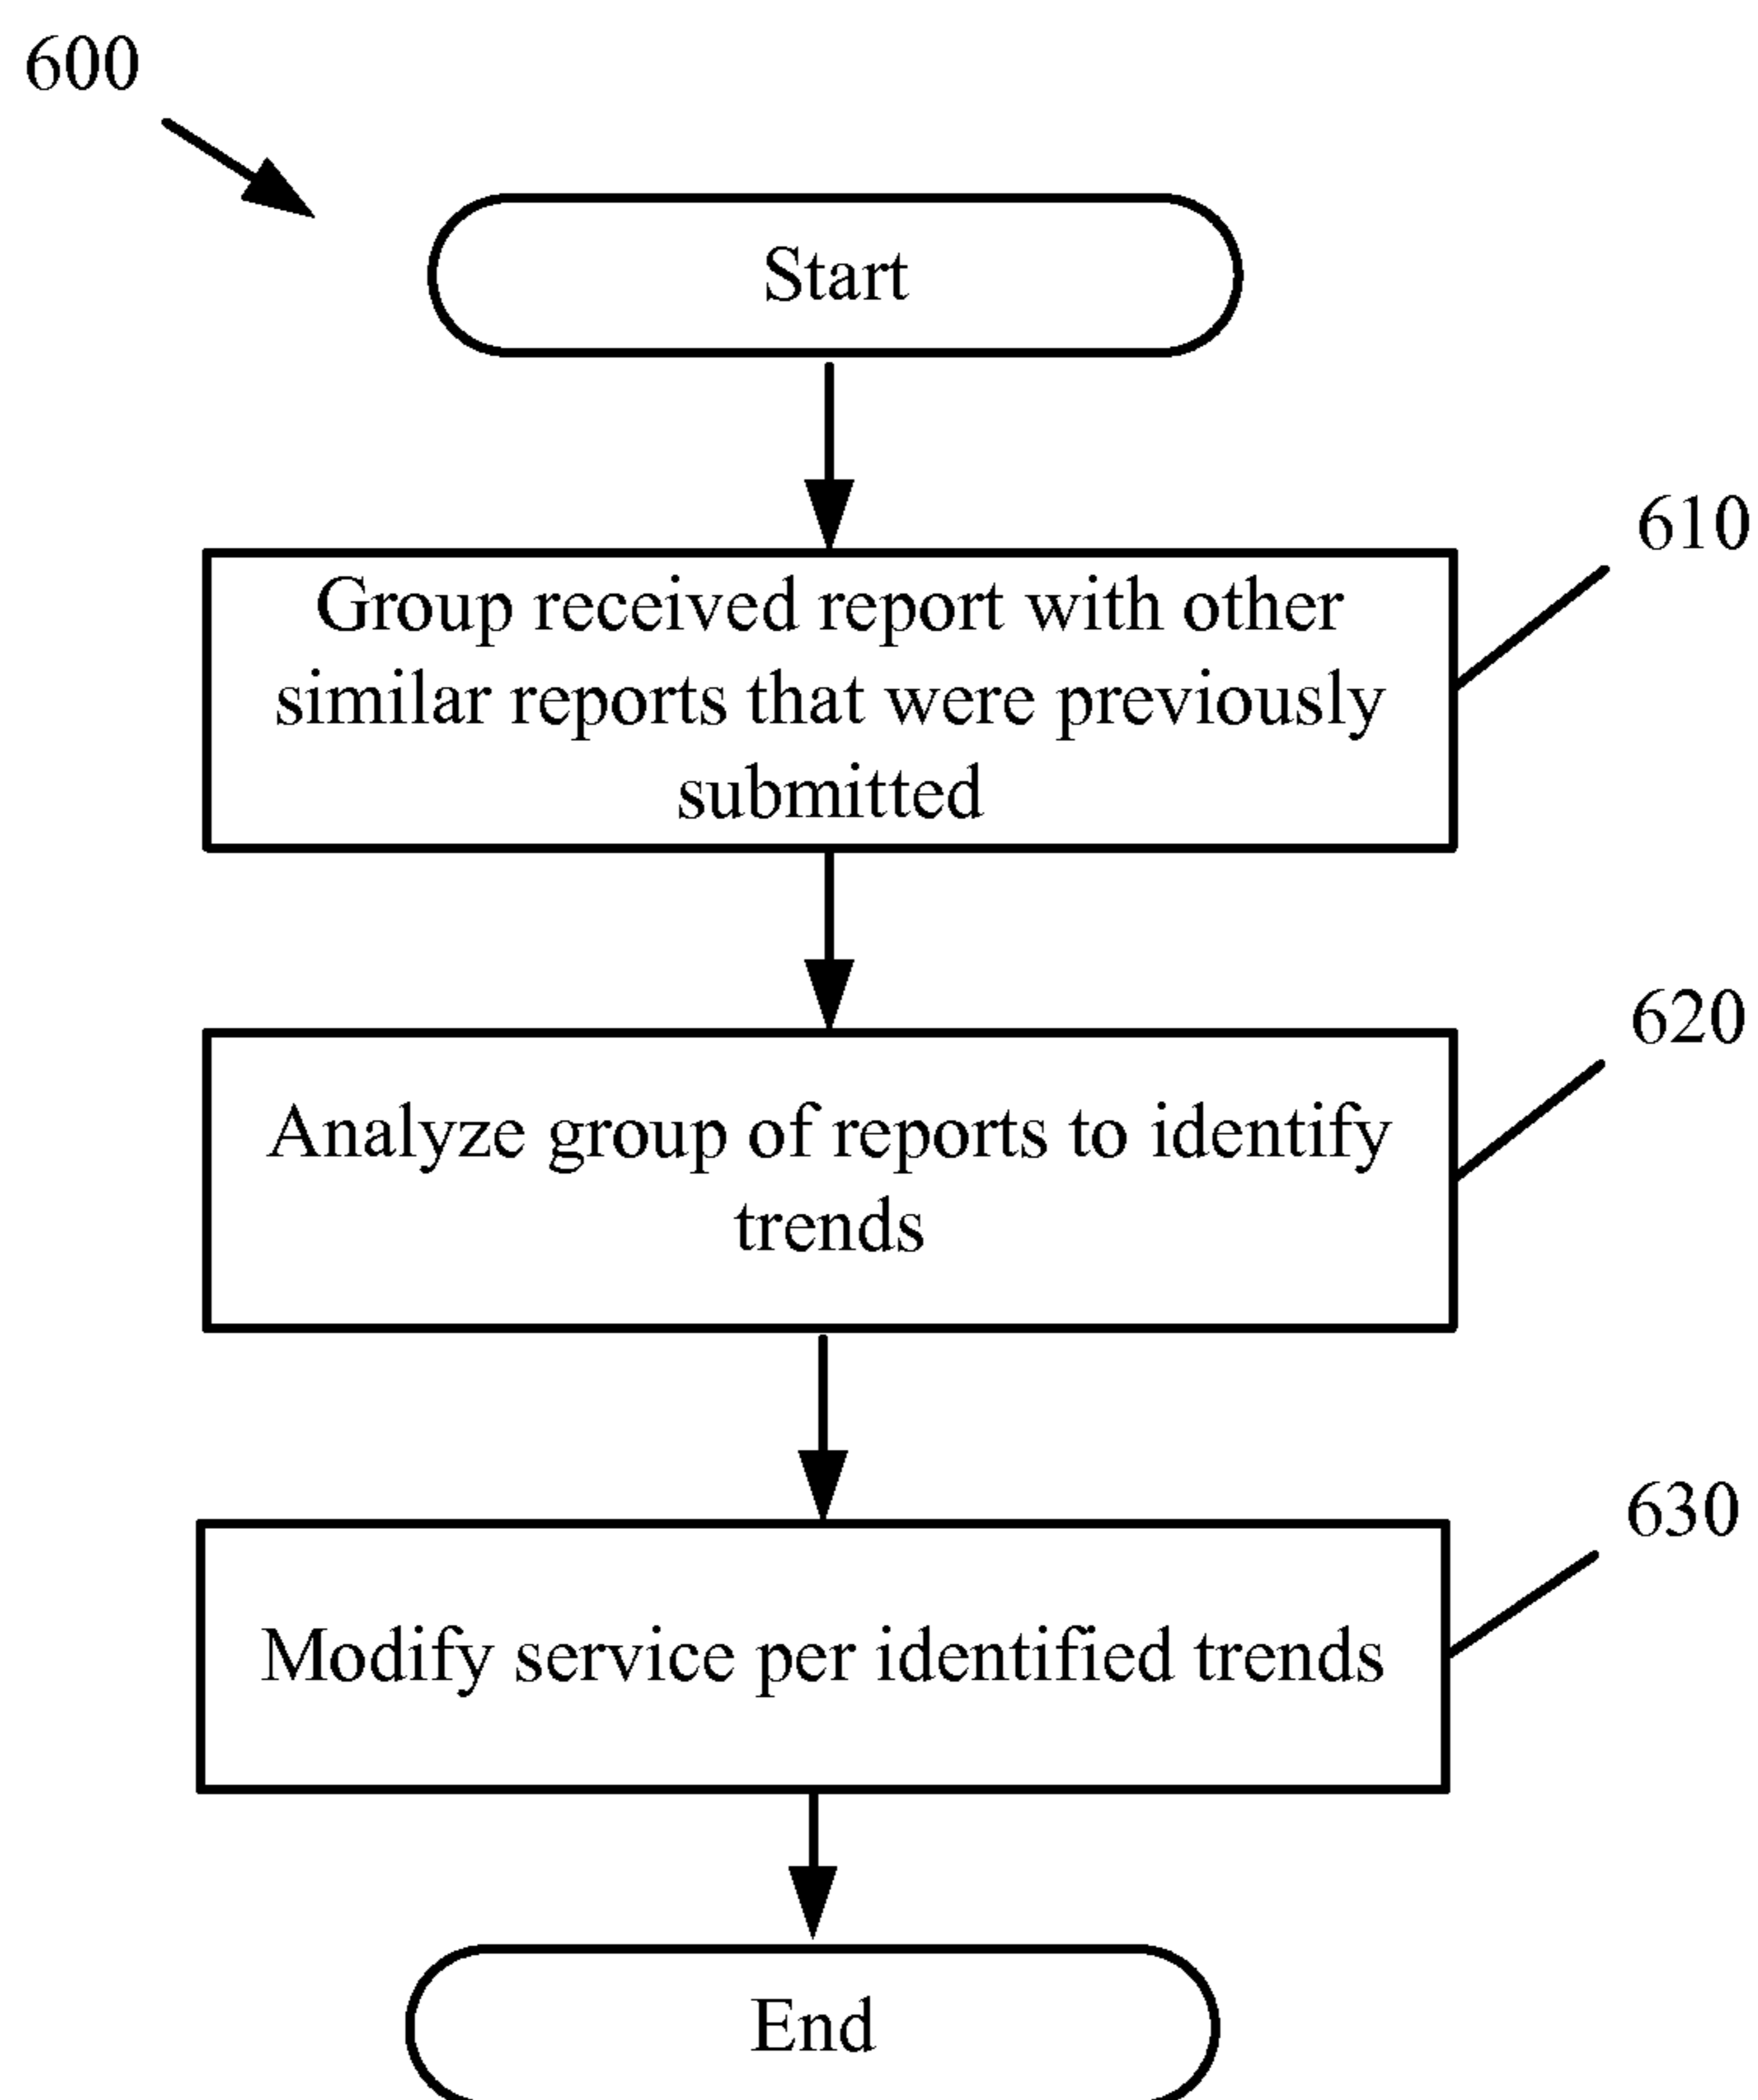 600
Start
610
Group received report with other
similar reports that were previously
submitted
620
Analyze group of reports to identify
trends
630
Modify service per identified trends
End